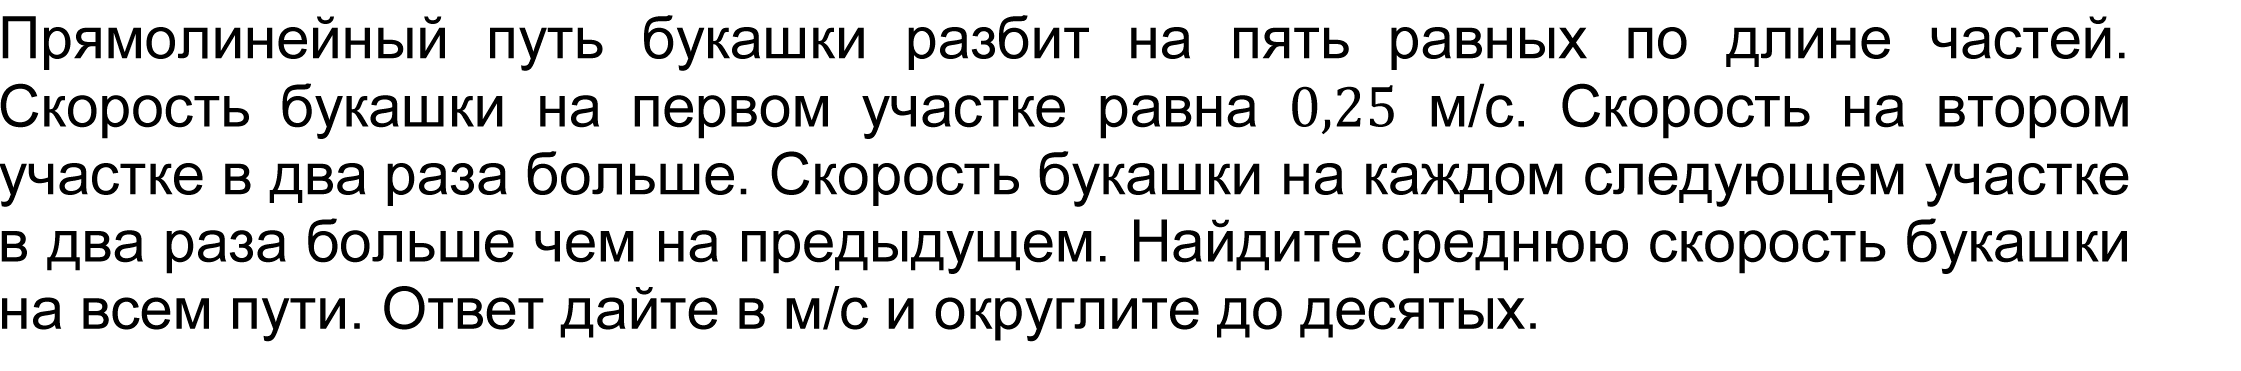 Прямолинейный путь букашки разбит на пять равных по длине частей.
Скорость букашки на первом участке равна 0,25 м/с. Скорость на втором
участке в два раза больше. Скорость букашки на каждом следующем участке
в два раза больше чем на предыдущем. Найдите среднюю скорость букашки
на всем пути. Ответ дайте в м/с и округлите до десятых.